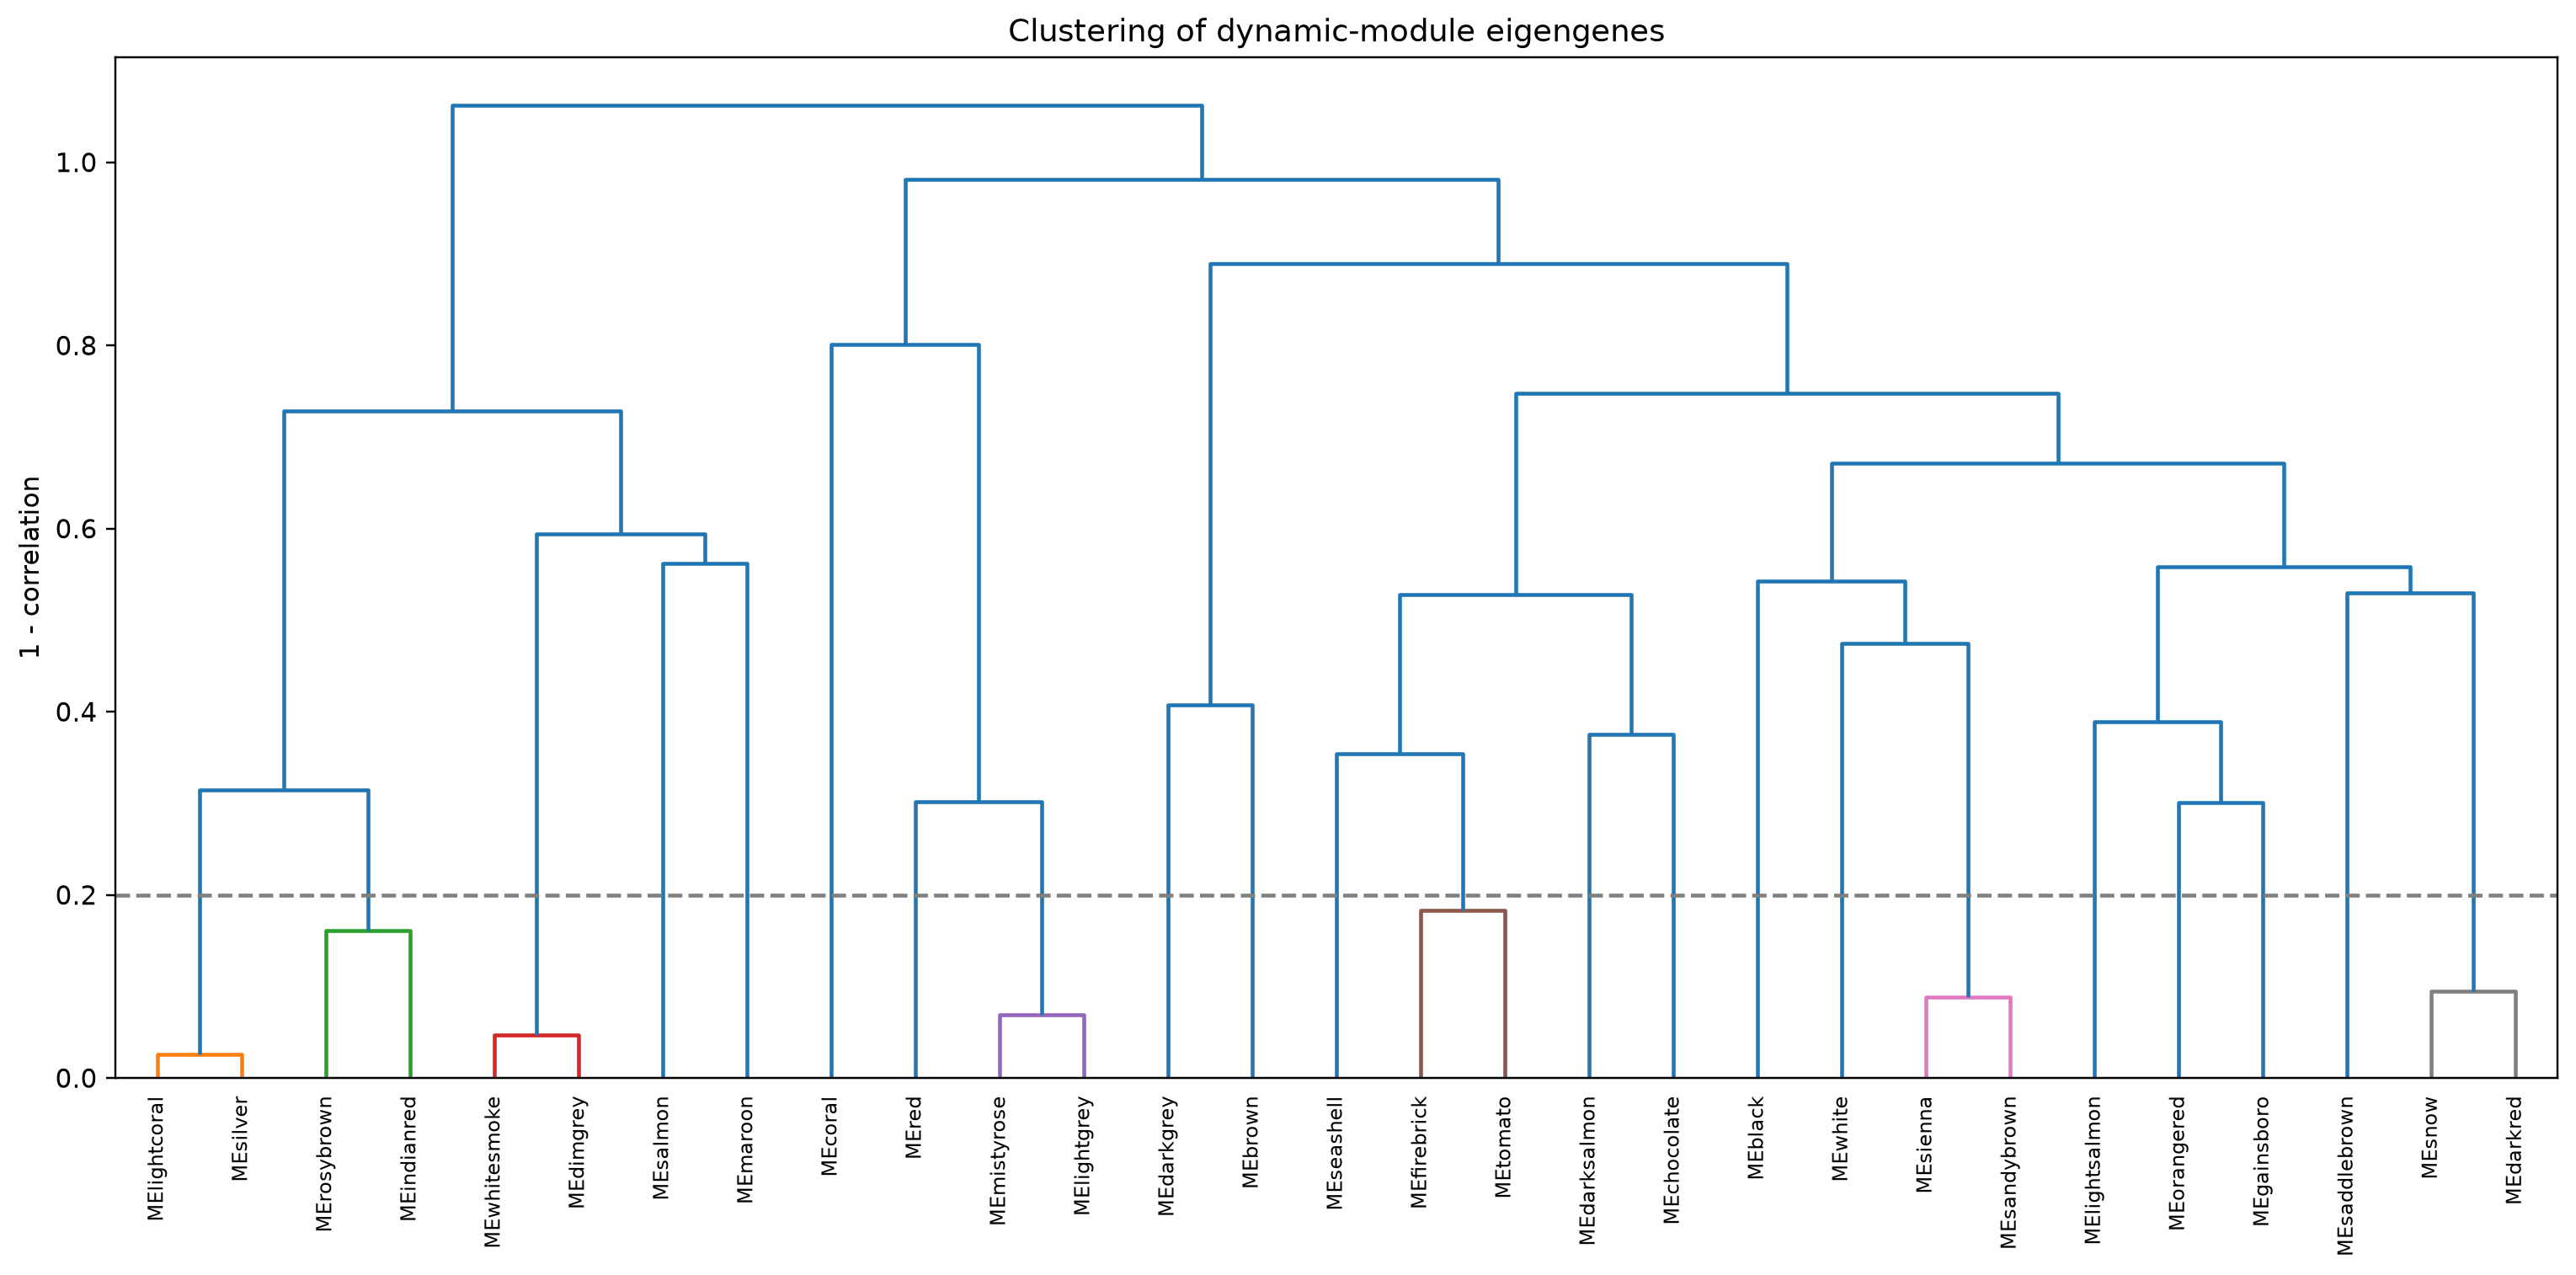 Clustering of dynamic-module eigengenes
1 - correlation
1.0
0.8
0.6
0.4
0.2
0.0
MElightcoral
MEsilver
MErosybrown
MEindianred
MEwhitesmoke
MEdimgrey
MEsalmon
MEmaroon
MEcoral
MEred
MEmistyrose
MElightgrey
MEdarkgrey
MEbrown
MEseashell
MEfirebrick
MEtomato
MEdarksalmon
MEchocolate
MEblack
MEwhite
MEsienna
MEsandybrown
MElightsalmon
MEorangered
MEgainsboro
MEsaddlebrown
MEsnow
MEdarkred